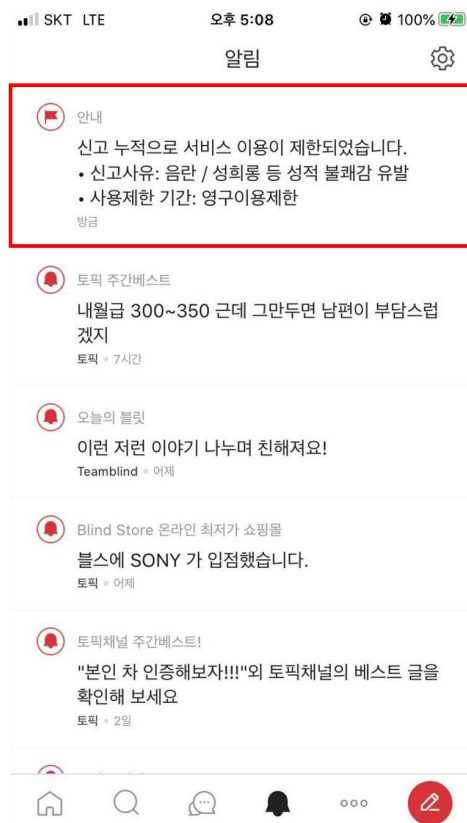 SKT LTE 오후 5:08 100%
알림
안내
신고 누적으로 서비스 이용이 제한되었습니다.
• 신고사유: 음란 / 성희롱 등 성적 불쾌감 유발
• 사용제한 기간: 영구이용제한
방금
토픽 주간베스트
내월급 300~350 근데 그만두면 남편이 부담스럽
겠지
토픽 • 7시간
오늘의 블릿
이런 저런 이야기 나누며 친해져요!
Teamblind • 어제
Blind Store 온라인 최저가 쇼핑몰
블스에 SONY 가 입점했습니다.
토픽 • 어제
토픽채널 주간베스트!
"본인 차 인증해보자!!!"외 토픽채널의 베스트 글을
확인해 보세요
토픽 • 2일